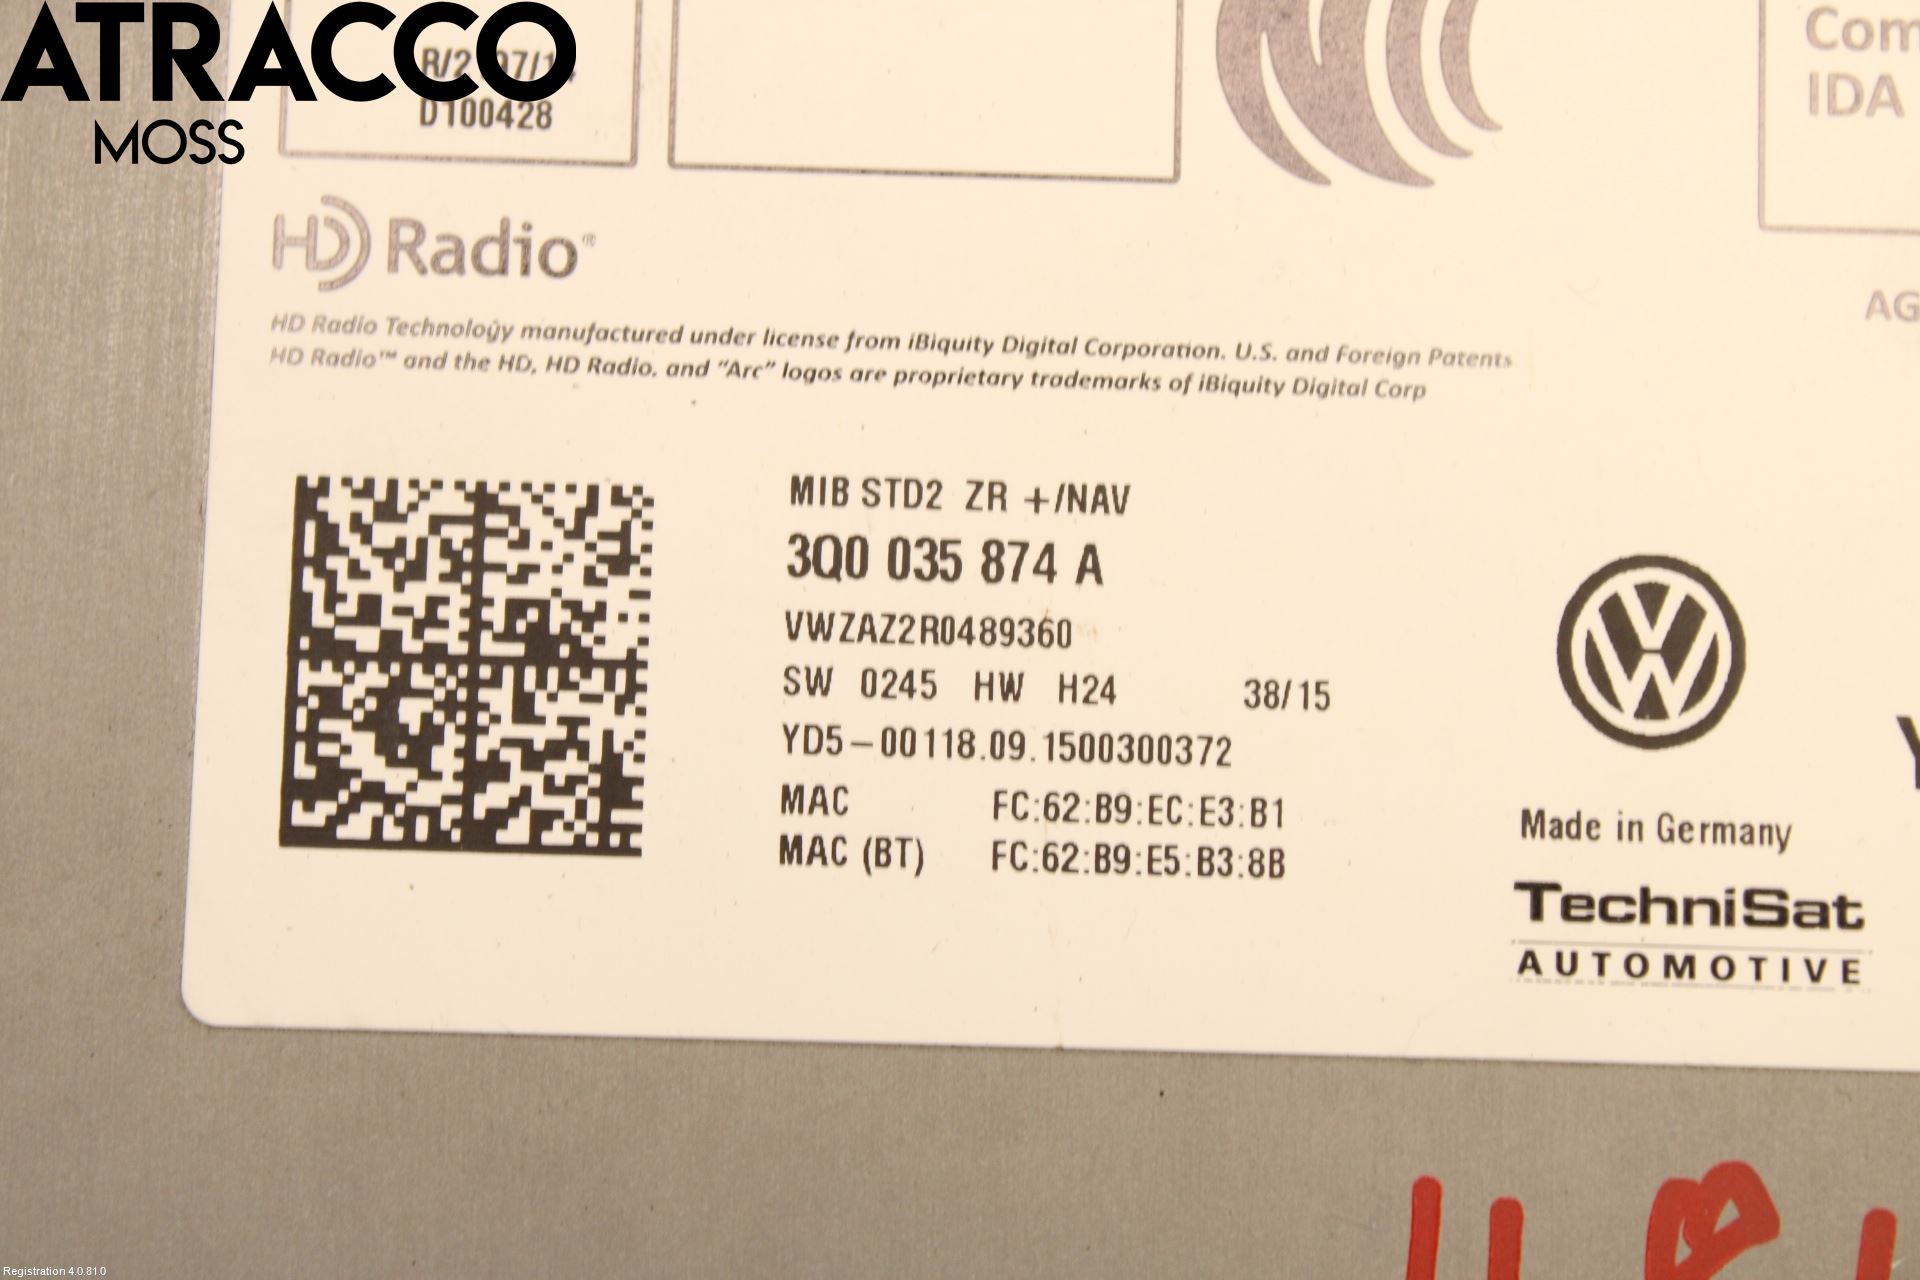 ATRACCO
MOSS
D100428
Com
IDA
AG
HD Radio®
HD Radio Technology manufactured under license from iBiquity Digital Corporation. U.S. and Foreign Patents
HD Radio™ and the HD, HD Radio, and “Arc” logos are proprietary trademarks of iBiquity Digital Corp
MIB STD2 ZR +/NAV
3Q0 035 874 A
VWZAZ2R0489360
SW 0245 HW H24 38/15
YD5-00118.09.1500300372
MAC FC:62:B9:EC:E3:B1
MAC (BT) FC:62:B9:E5:B3:8B
Made in Germany
TechniSat
AUTOMOTIVE
Registration 4.0.81.0